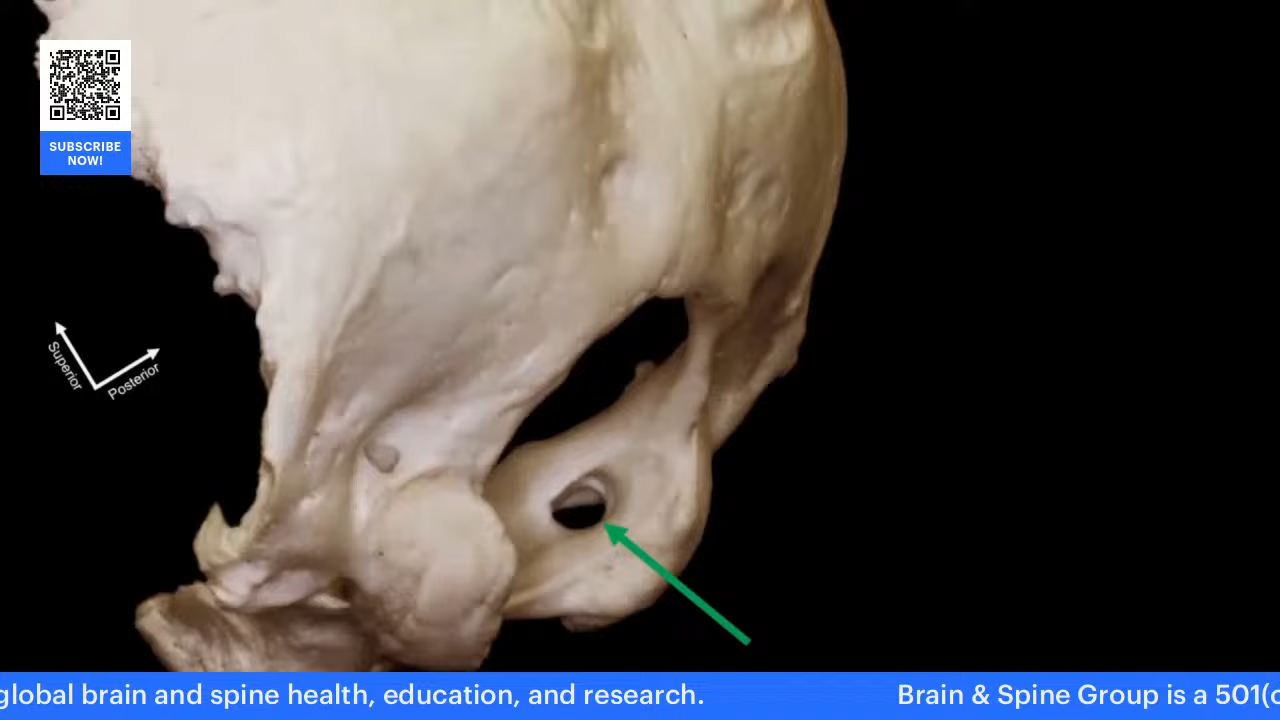 SUBSCRIBE
NOW!
Superior
Posterior
global brain and spine health, education, and research.
Brain & Spine Group is a 501(c